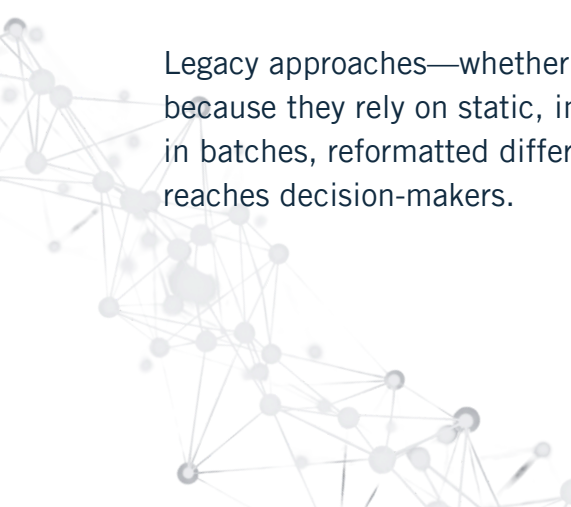 Legacy approaches—whether
because they rely on static, in
in batches, reformatted differ
reaches decision-makers.